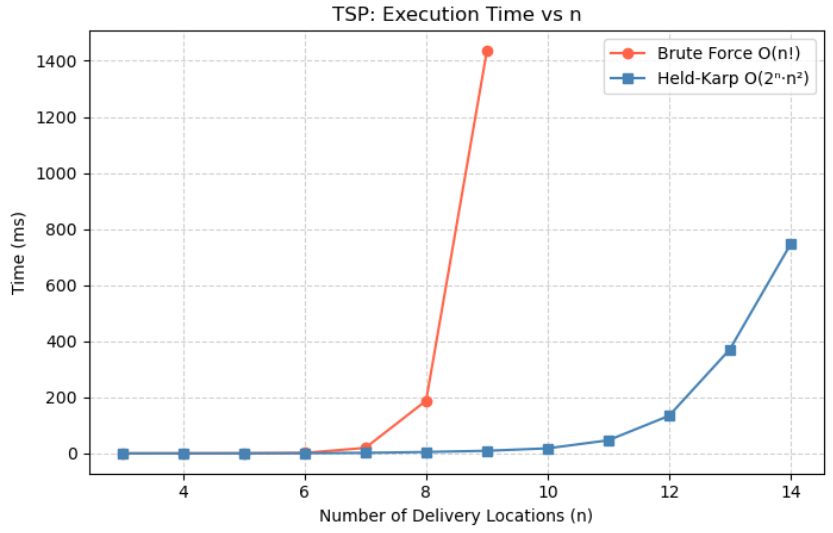 TSP: Execution Time vs n
Brute Force O(n!)
Held-Karp O(2ⁿ·n²)
1400
1200
1000
800
600
400
200
0
Time (ms)
4 6 8 10 12 14
Number of Delivery Locations (n)